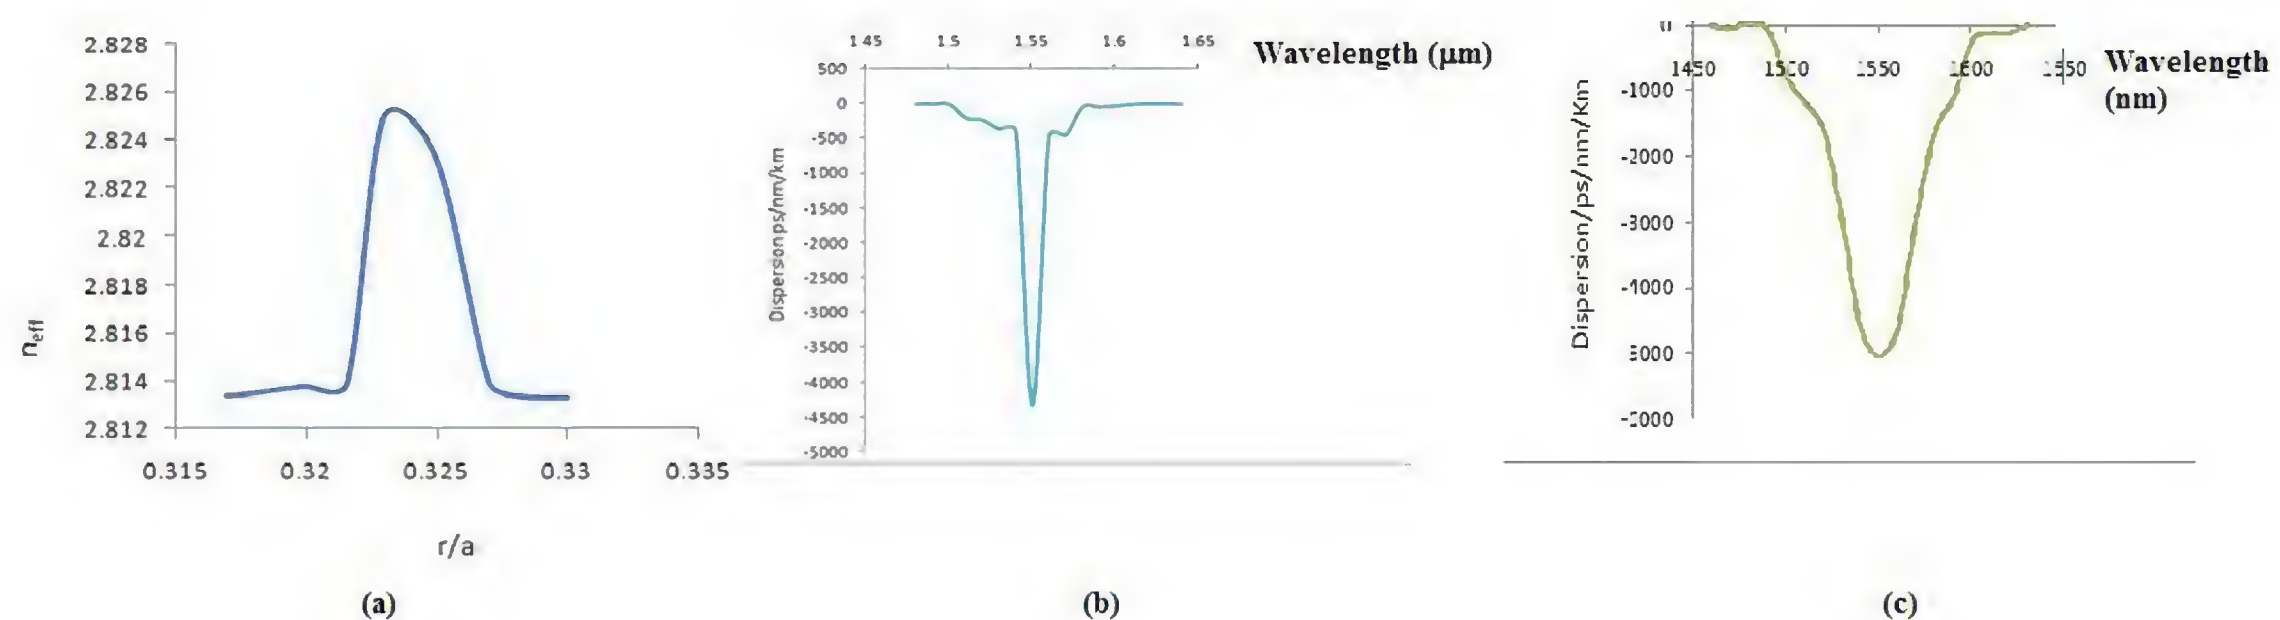 2.828
2.826
2.824
2.822
2.82
2.818
2.816
2.814
2.812
n_eff
0.315 0.32 0.325 0.33 0.335
r/a
(a)
1.45 1.5 1.55 1.6 1.65
Wavelength (μm)
500
0
-500
-1000
-1500
-2000
-2500
-3000
-3500
-4000
-4500
-5000
Dispersion ps/nm/km
(b)
0
1450 1550 1600
Wavelength
(nm)
-1000
-2000
-3000
Dispersion/ps/nm/Km
(c)